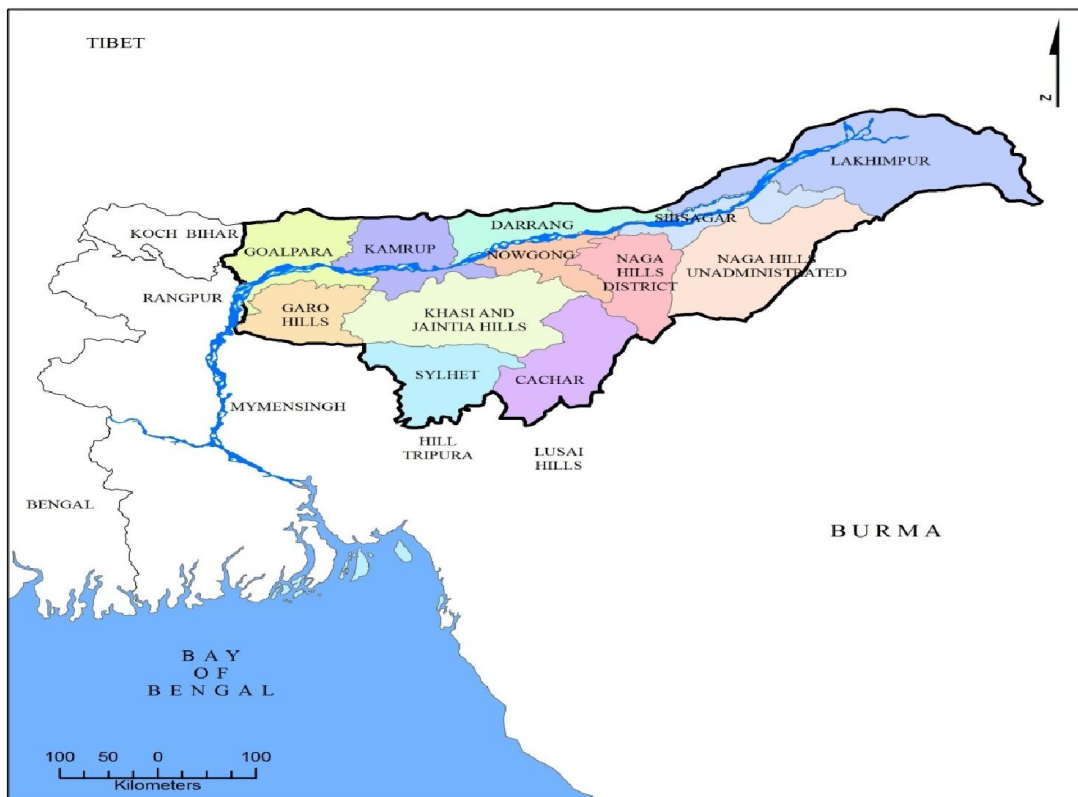 TIBET
N
LAKHIMPUR
KOCH BIHAR
GOALPARA
KAMRUP
DARRANG
SIBSAGAR
NOWGONG
NAGA
HILLS
DISTRICT
NAGA HILLS
UNADMINISTRATED
RANGPUR
GARO
HILLS
KHASI AND
JAINTIA HILLS
SYLHET
CACHAR
MYMENSINGH
HILL
TRIPURA
LUSAI
HILLS
BENGAL
BURMA
BAY
OF
BENGAL
100 50 0 100
Kilometers